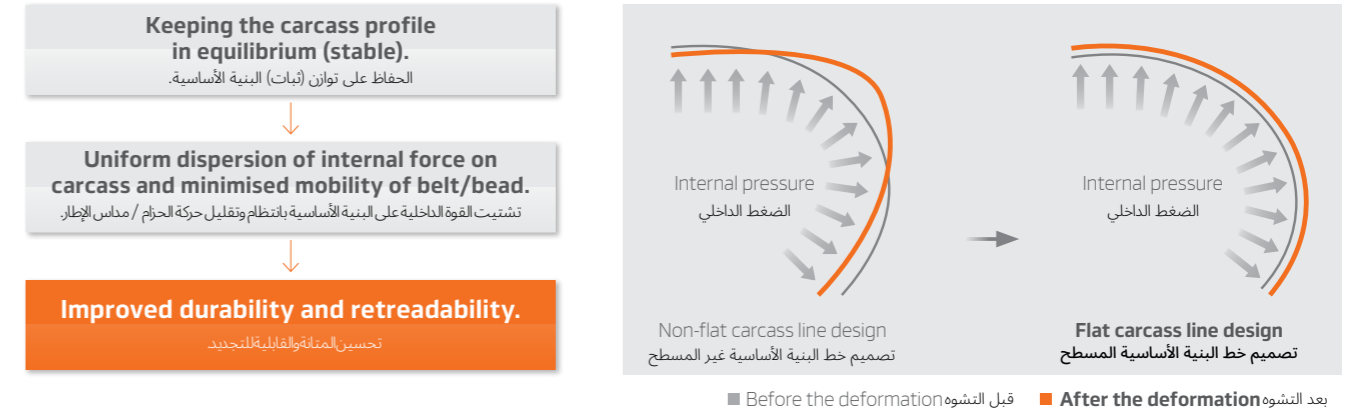 Keeping the carcass profile
in equilibrium (stable).
الحفاظ على توازن (ثبات) البنية الأساسية.
Uniform dispersion of internal force on
carcass and minimised mobility of belt/bead.
تشتيت القوة الداخلية على البنية الأساسية بانتظام وتقليل حركة الحزام / مداس الإطار.
Improved durability and retreadability.
تحسين المتانة والقابلية للتجديد.
Internal pressure
الضغط الداخلي
Non-flat carcass line design
تصميم خط البنية الأساسية غير المسطح
Internal pressure
الضغط الداخلي
Flat carcass line design
تصميم خط البنية الأساسية المسطح
Before the deformation قبل التشوه
After the deformation بعد التشوه